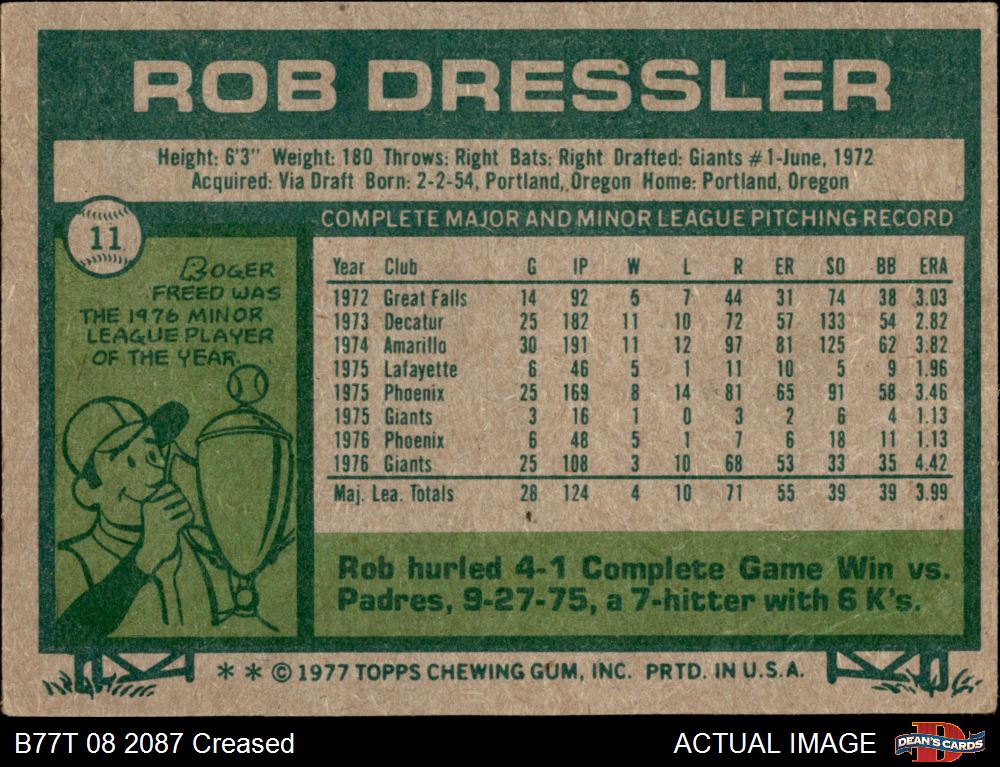 ROB DRESSLER
Height: 6'3" Weight: 180 Throws: Right Bats: Right Drafted: Giants #1-June, 1972
Acquired: Via Draft Born: 2-2-54, Portland, Oregon Home: Portland, Oregon
11
ROGER
FREED WAS
THE 1976 MINOR
LEAGUE PLAYER
OF THE YEAR.
COMPLETE MAJOR AND MINOR LEAGUE PITCHING RECORD
Year Club G IP W L R ER SO BB ERA
1972 Great Falls 14 92 5 7 44 31 74 38 3.03
1973 Decatur 25 182 11 10 72 57 133 54 2.82
1974 Amarillo 30 191 11 12 97 81 125 62 3.82
1975 Lafayette 6 46 5 1 11 10 5 9 1.96
1975 Phoenix 25 169 8 14 81 65 91 58 3.46
1975 Giants 3 16 1 0 3 2 6 4 1.13
1976 Phoenix 6 48 5 1 7 6 18 11 1.13
1976 Giants 25 108 3 10 68 53 33 35 4.42
Maj. Lea. Totals 28 124 4 10 71 55 39 39 3.99
Rob hurled 4-1 Complete Game Win vs.
Padres, 9-27-75, a 7-hitter with 6 K's.
* * © 1977 TOPPS CHEWING GUM, INC. PRTD. IN U.S.A.
B77T 08 2087 Creased
ACTUAL IMAGE
D
DEAN'S CARDS